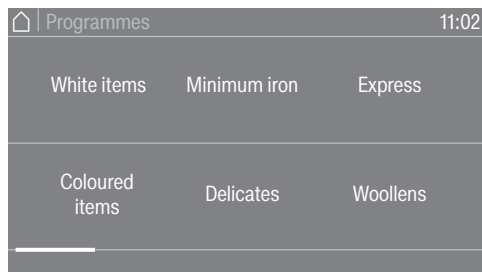 Programmes 11:02
White items Minimum iron Express
Coloured
items Delicates Woollens